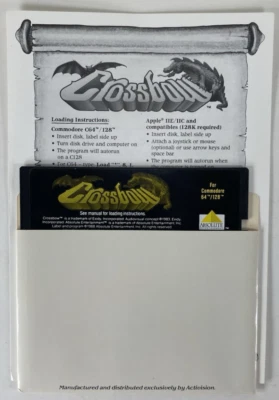 Crossbow
Loading Instructions:
Commodore C64™/128™
• Insert disk, label side up
• Turn disk drive and computer on
• The program will autorun
on a C128
Apple® IIE/IIC and
compatibles (128K required)
• Insert disk, label side up
• Attach a joystick or mouse
(optional) or use arrow keys and
space bar
• The program will autorun when
Crossbow
See manual for loading instructions.
For
Commodore
64™/128™
ABSOLUTE
Manufactured and distributed exclusively by Activision.